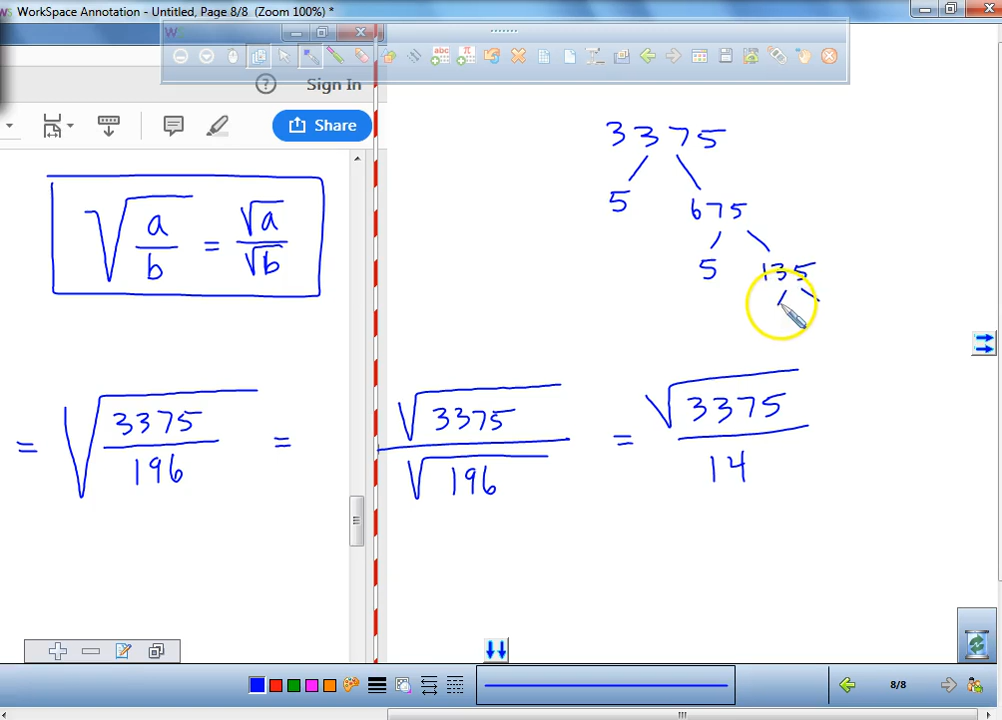 WorkSpace Annotation - Untitled, Page 8/8 (Zoom 100%) *
Sign In
Share
abc
π
3375
5 675
5 135
√(a/b) = √a/√b
= √(3375/196) = √3375/√196 = √3375/14
8/8